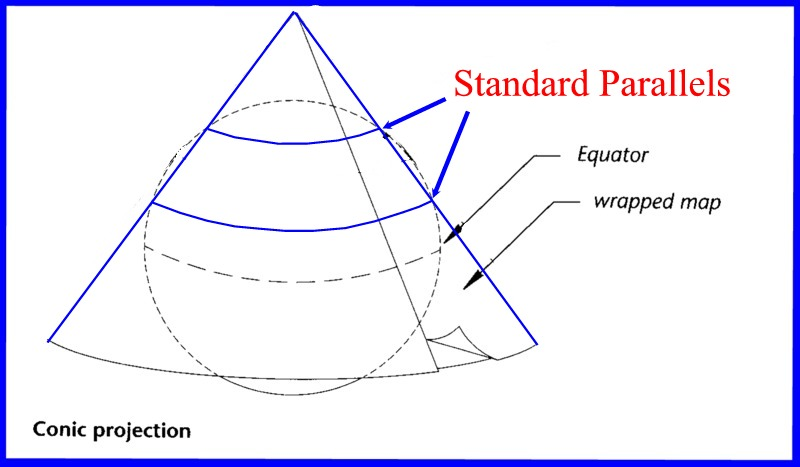 Standard Parallels
Equator
wrapped map
Conic projection